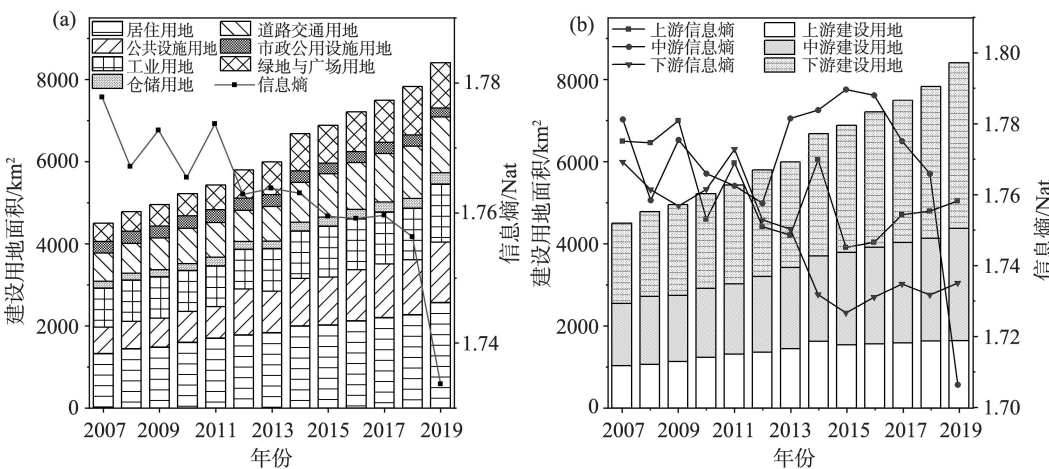 (a)
居住用地 道路交通用地
公共设施用地 市政公用设施用地
工业用地 绿地与广场用地
仓储用地 信息熵
建设用地面积/km²
8000
6000
4000
2000
0
1.78
1.76
1.74
信息熵/Nat
2007 2009 2011 2013 2015 2017 2019
年份
(b)
上游信息熵 上游建设用地
中游信息熵 中游建设用地
下游信息熵 下游建设用地
建设用地面积/km²
8000
6000
4000
2000
0
1.80
1.78
1.76
1.74
1.72
1.70
信息熵/Nat
2007 2009 2011 2013 2015 2017 2019
年份